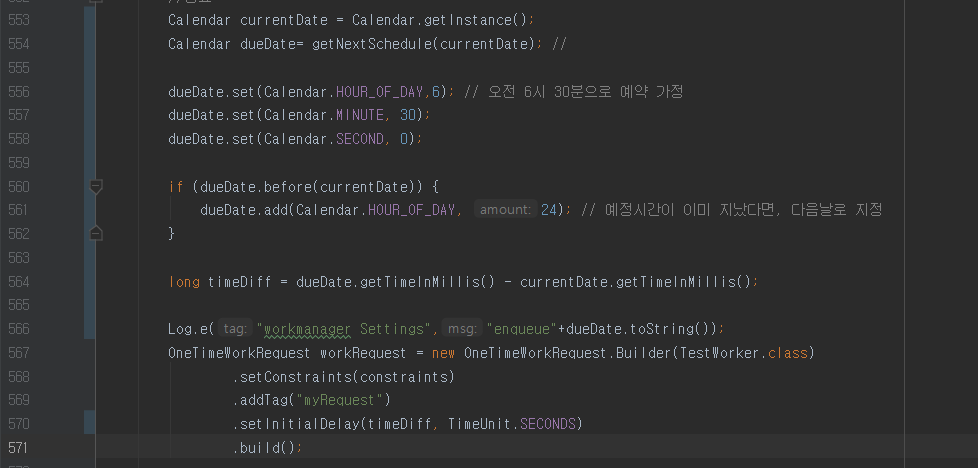 553 Calendar currentDate = Calendar.getInstance();
554 Calendar dueDate= getNextSchedule(currentDate); //
555
556 dueDate.set(Calendar.HOUR_OF_DAY,6); // 오전 6시 30분으로 예약 가정
557 dueDate.set(Calendar.MINUTE, 30);
558 dueDate.set(Calendar.SECOND, 0);
559
560 if (dueDate.before(currentDate)) {
561 dueDate.add(Calendar.HOUR_OF_DAY, amount: 24); // 예정시간이 이미 지났다면, 다음날로 지정
562 }
563
564 long timeDiff = dueDate.getTimeInMillis() - currentDate.getTimeInMillis();
565
566 Log.e( tag: "workmanager Settings", msg: "enqueue"+dueDate.toString());
567 OneTimeWorkRequest workRequest = new OneTimeWorkRequest.Builder(TestWorker.class)
568 .setConstraints(constraints)
569 .addTag("myRequest")
570 .setInitialDelay(timeDiff, TimeUnit.SECONDS)
571 .build();